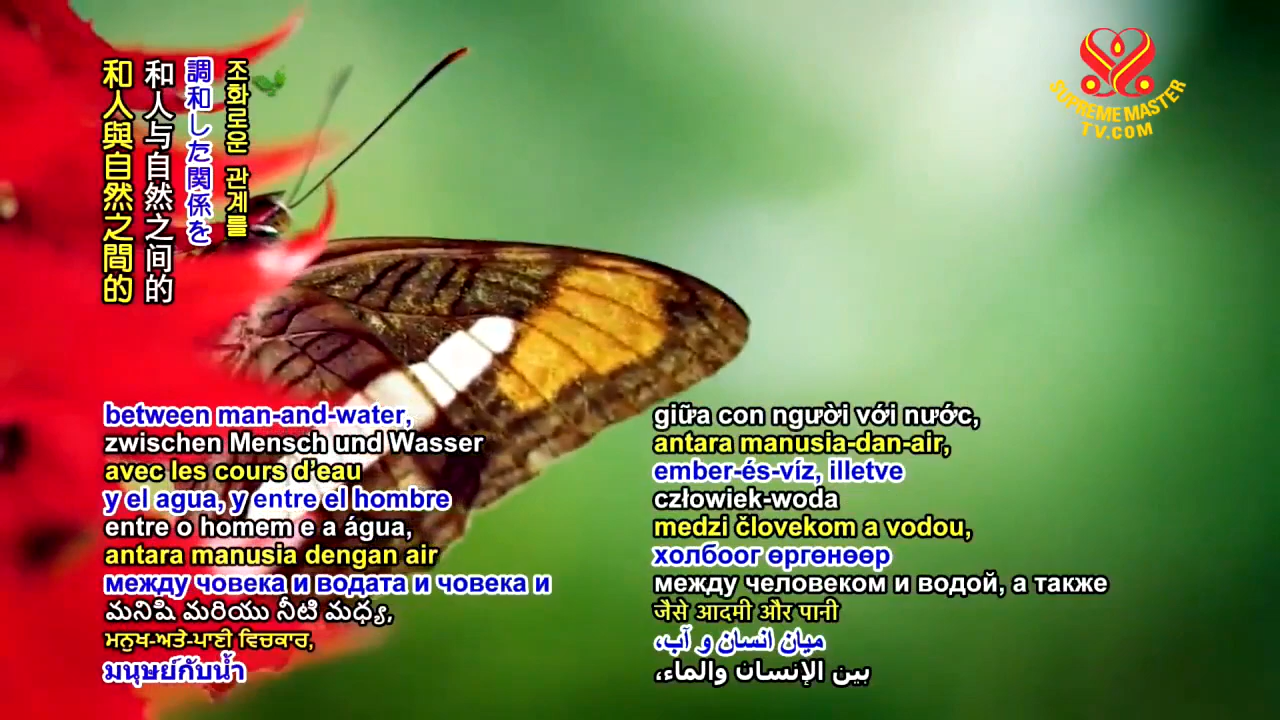 和人與自然之間的
和人与自然之间的
調和した関係を
조화로운 관계를
SUPREME MASTER
TV.COM
between man-and-water,
zwischen Mensch und Wasser
avec les cours d'eau
y el agua, y entre el hombre
entre o homem e a água,
antara manusia dengan air
между човека и водата и човека и
మనిషి మరియు నీటి మధ్య,
ਮਨੁਖ-ਅਤੇ-ਪਾਣੀ ਵਿਚਕਾਰ,
มนุษย์กับน้ำ
giữa con người với nước,
antara manusia-dan-air,
ember-és-víz, illetve
człowiek-woda
medzi človekom a vodou,
холбоог өргөнөөр
между человеком и водой, а также
जैसे आदमी और पानी
میان انسان و آب،
بين الإنسان والماء،